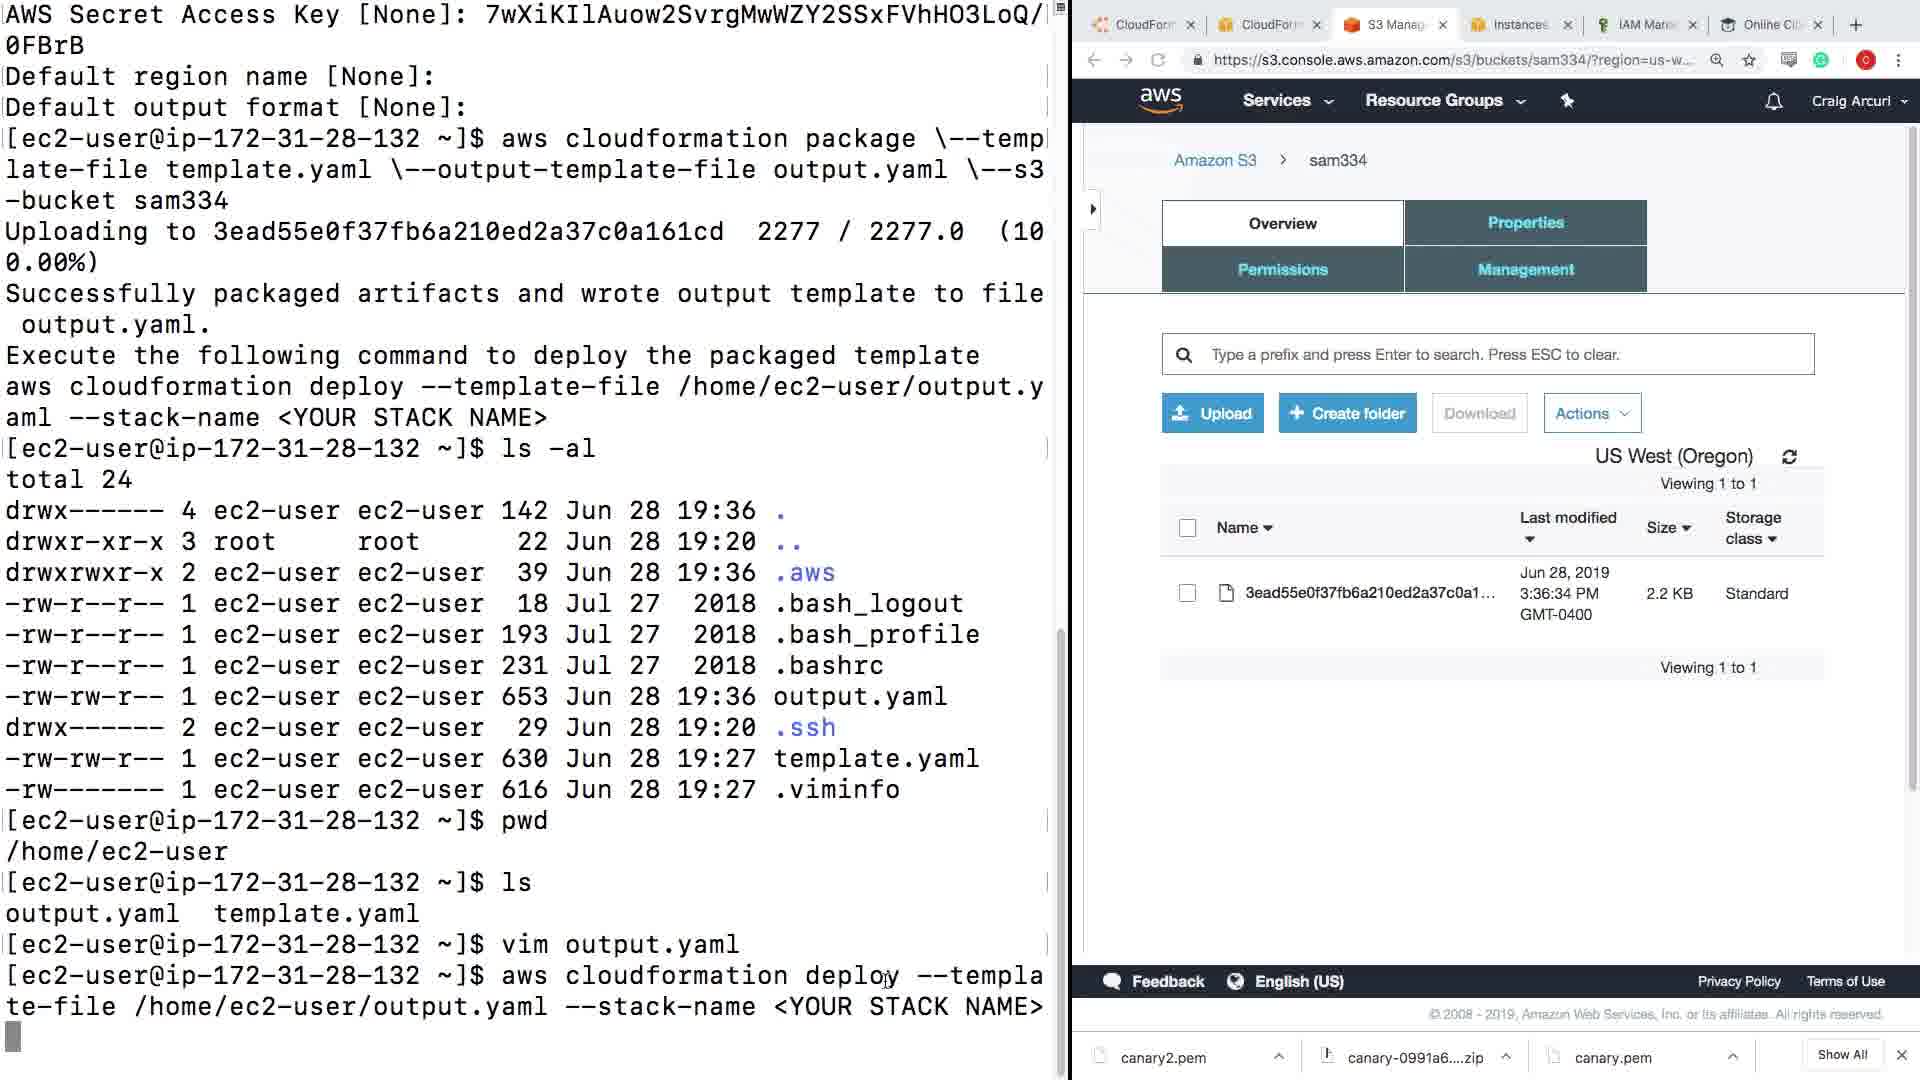 AWS Secret Access Key [None]: 7wXiKIlAuow2SvrgMwWZY2SSxFVhHO3LoQ/
0FBrB
Default region name [None]:
Default output format [None]:
[ec2-user@ip-172-31-28-132 ~]$ aws cloudformation package \--temp
late-file template.yaml \--output-template-file output.yaml \--s3
-bucket sam334
Uploading to 3ead55e0f37fb6a210ed2a37c0a161cd  2277 / 2277.0  (10
0.00%)
Successfully packaged artifacts and wrote output template to file
 output.yaml.
Execute the following command to deploy the packaged template
aws cloudformation deploy --template-file /home/ec2-user/output.y
aml --stack-name <YOUR STACK NAME>
[ec2-user@ip-172-31-28-132 ~]$ ls -al
total 24
drwx------ 4 ec2-user ec2-user 142 Jun 28 19:36 .
drwxr-xr-x 3 root     root      22 Jun 28 19:20 ..
drwxrwxr-x 2 ec2-user ec2-user  39 Jun 28 19:36 .aws
-rw-r--r-- 1 ec2-user ec2-user  18 Jul 27  2018 .bash_logout
-rw-r--r-- 1 ec2-user ec2-user 193 Jul 27  2018 .bash_profile
-rw-r--r-- 1 ec2-user ec2-user 231 Jul 27  2018 .bashrc
-rw-rw-r-- 1 ec2-user ec2-user 653 Jun 28 19:36 output.yaml
drwx------ 2 ec2-user ec2-user  29 Jun 28 19:20 .ssh
-rw-rw-r-- 1 ec2-user ec2-user 630 Jun 28 19:27 template.yaml
-rw------- 1 ec2-user ec2-user 616 Jun 28 19:27 .viminfo
[ec2-user@ip-172-31-28-132 ~]$ pwd
/home/ec2-user
[ec2-user@ip-172-31-28-132 ~]$ ls
output.yaml  template.yaml
[ec2-user@ip-172-31-28-132 ~]$ vim output.yaml
[ec2-user@ip-172-31-28-132 ~]$ aws cloudformation deploy --templa
te-file /home/ec2-user/output.yaml --stack-name <YOUR STACK NAME>
CloudForm CloudForm S3 Manag Instances IAM Mana Online
https://s3.console.aws.amazon.com/s3/buckets/sam334/?region=us-w...
aws Services Resource Groups Craig Arcuri
Amazon S3 > sam334
Overview Properties
Permissions Management
Type a prefix and press Enter to search. Press ESC to clear.
Upload + Create folder Download Actions
US West (Oregon)
Viewing 1 to 1
Name Last modified Size Storage class
3ead55e0f37fb6a210ed2a37c0a1... Jun 28, 2019 3:36:34 PM GMT-0400 2.2 KB Standard
Viewing 1 to 1
Feedback English (US) Privacy Policy Terms of Use
© 2008 - 2019, Amazon Web Services, Inc. or its affiliates. All rights reserved.
canary2.pem canary-0991a6....zip canary.pem Show All